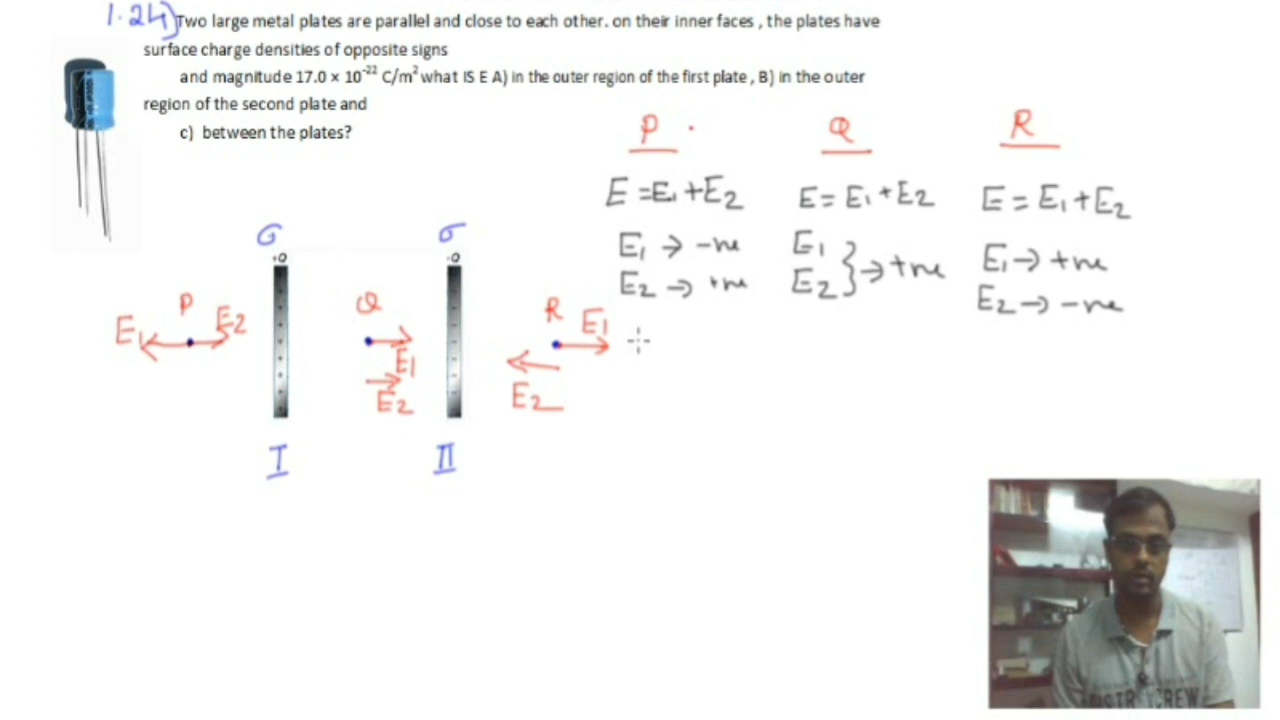 1.24)
Two large metal plates are parallel and close to each other. on their inner faces , the plates have
surface charge densities of opposite signs
and magnitude 17.0 × 10⁻²² C/m² what IS E A) in the outer region of the first plate , B) in the outer
region of the second plate and
c) between the plates?
P Q R
E = E₁ + E₂ E = E₁ + E₂ E = E₁ + E₂
E₁ → -ve E₁ } → +ve E₁ → +ve
E₂ → +ve E₂ E₂ → -ve
σ σ
+Q -Q
P Q R
E₁ E₂ E₁ E₁
E₂ E₂
I II